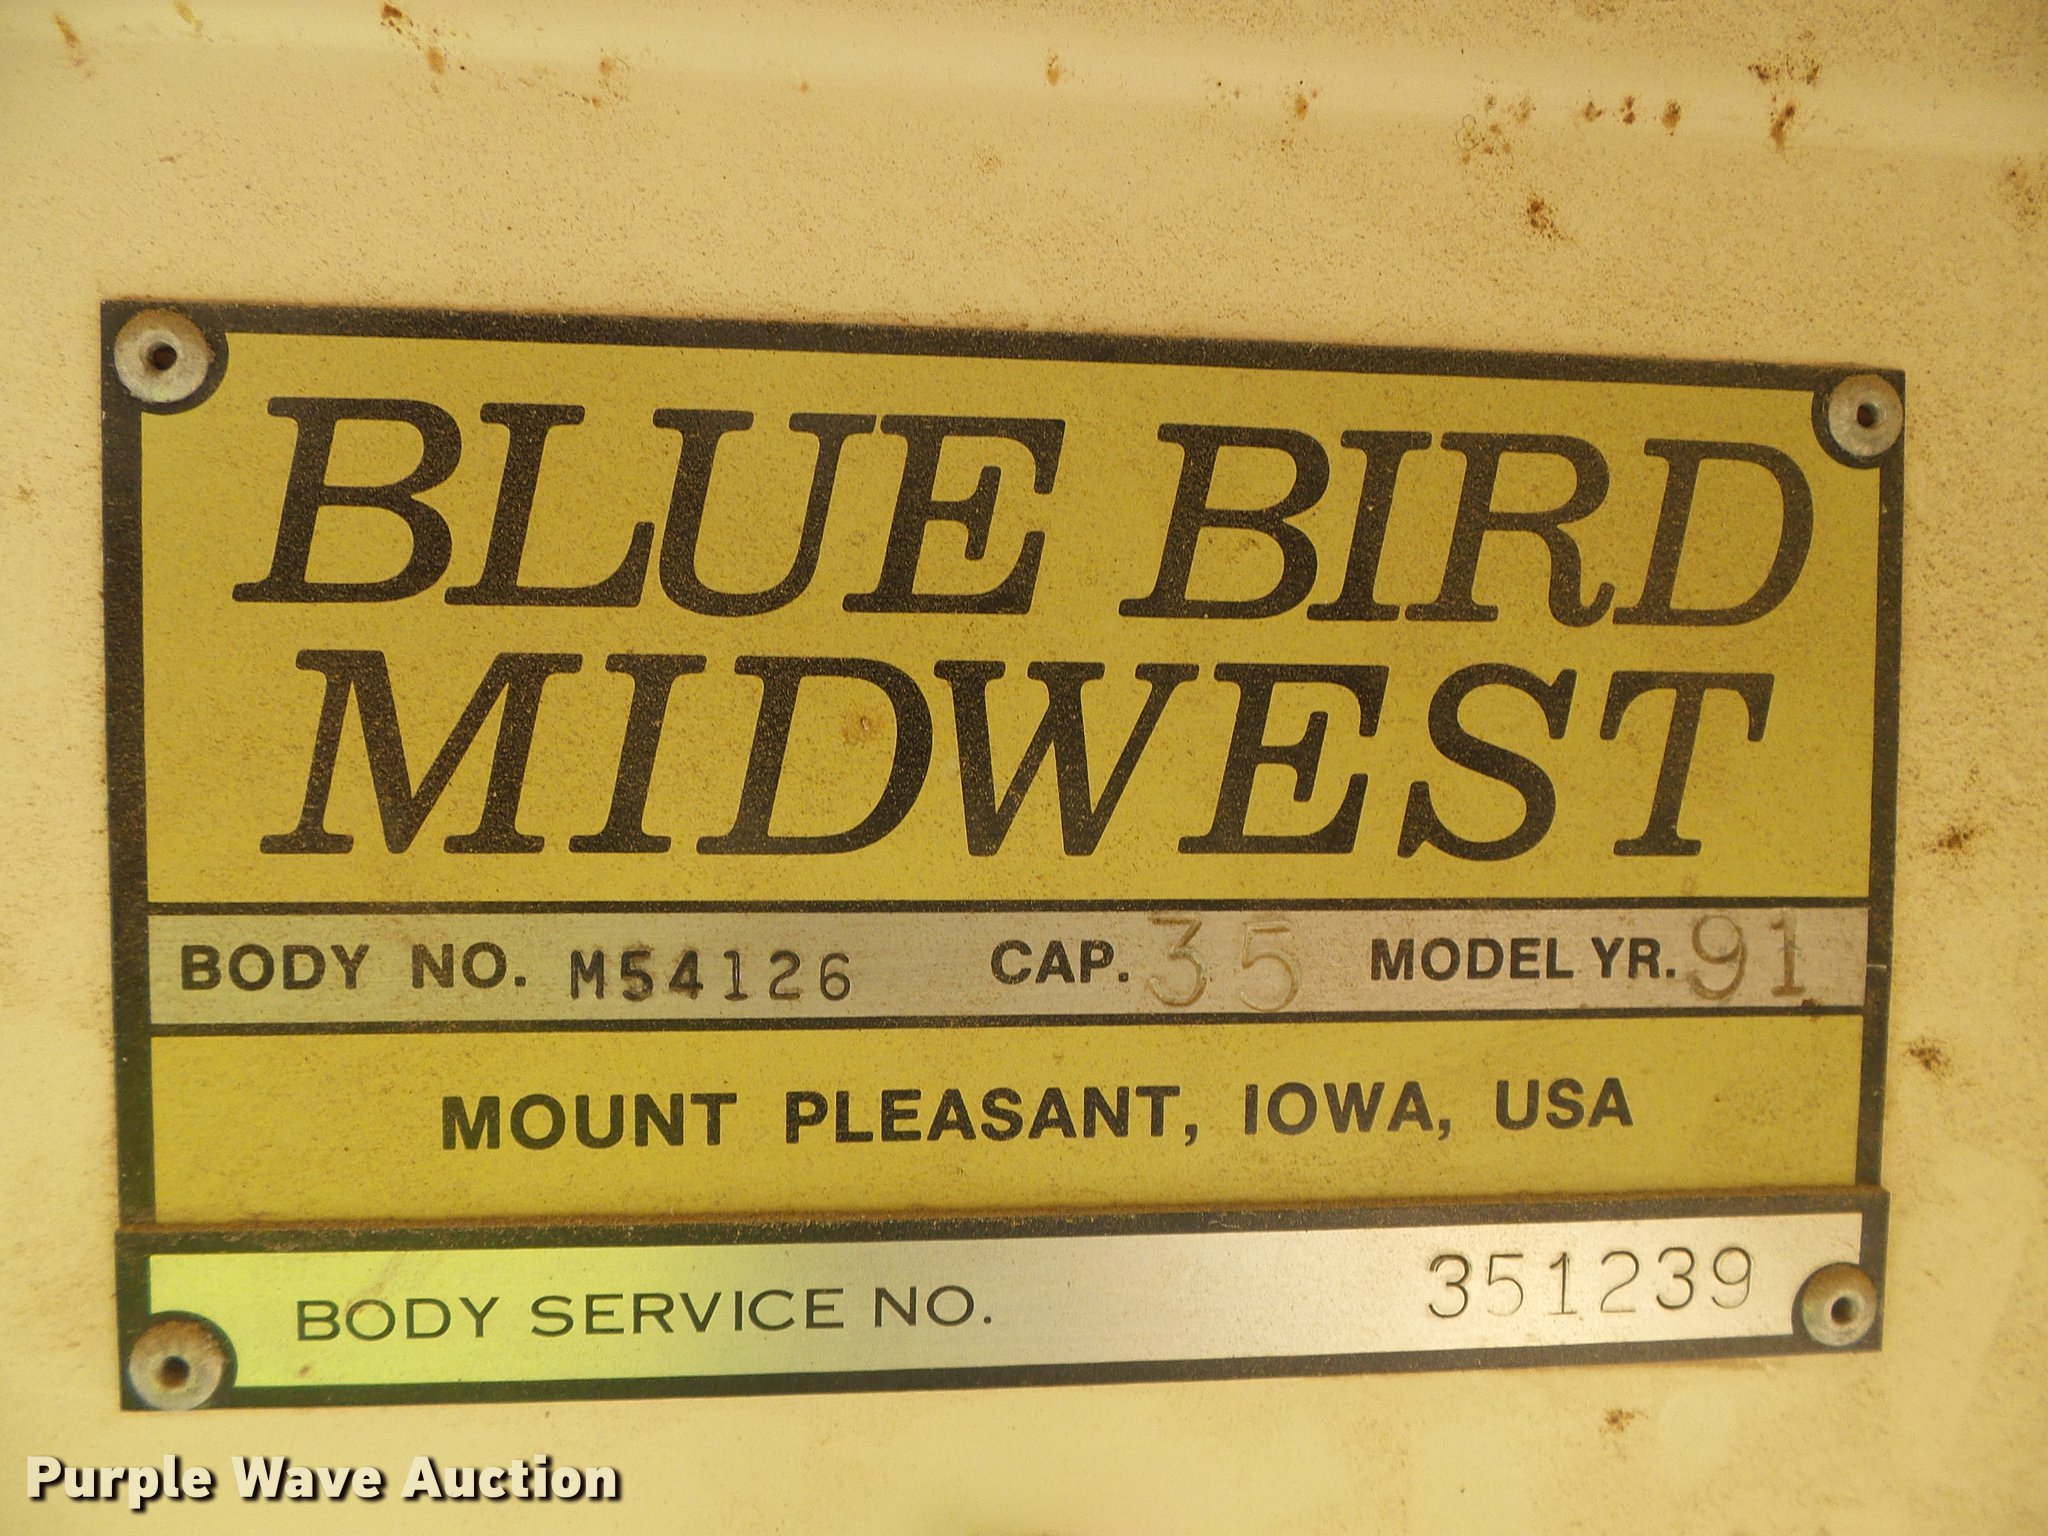 BLUE BIRD
MIDWEST
BODY NO. M54126 CAP. 35 MODEL YR. 91
MOUNT PLEASANT, IOWA, USA
BODY SERVICE NO. 351239
Purple Wave Auction